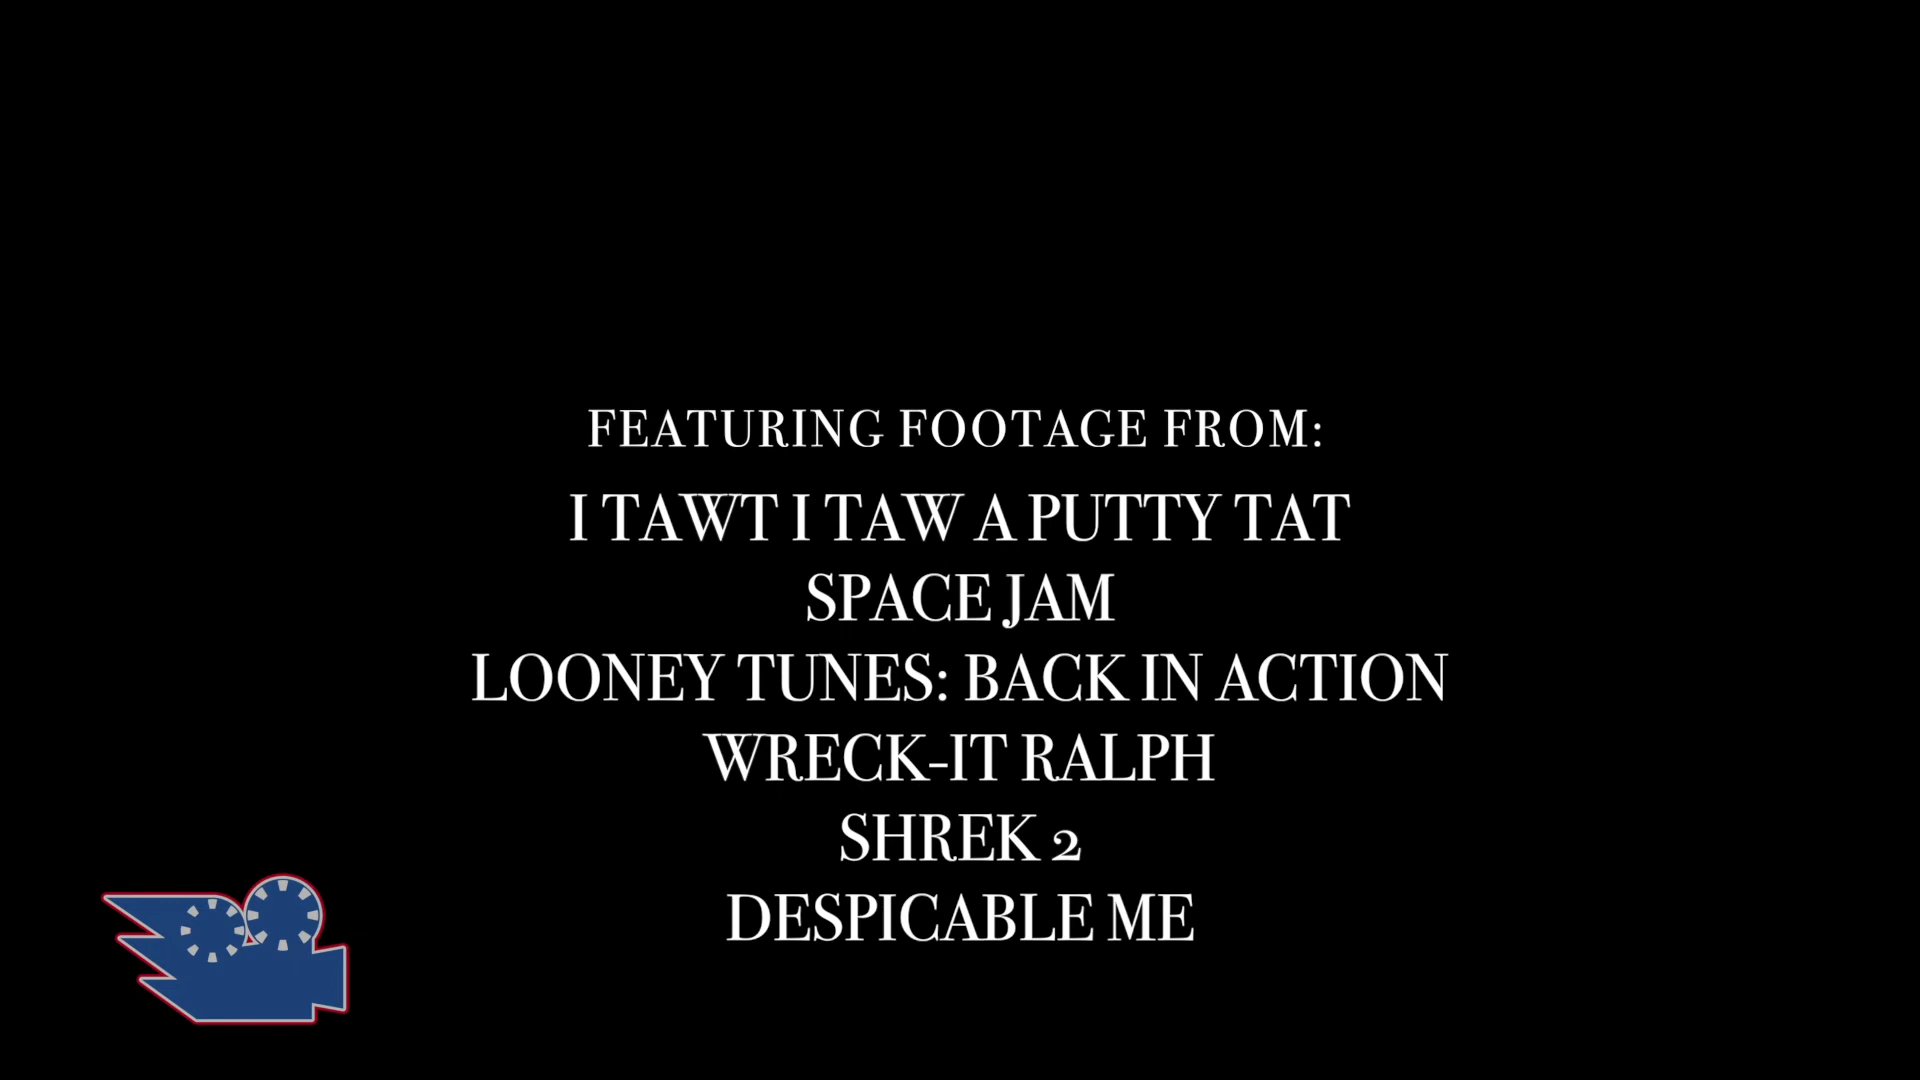 FEATURING FOOTAGE FROM:
I TAWT I TAW A PUTTY TAT
SPACE JAM
LOONEY TUNES: BACK IN ACTION
WRECK-IT RALPH
SHREK 2
DESPICABLE ME